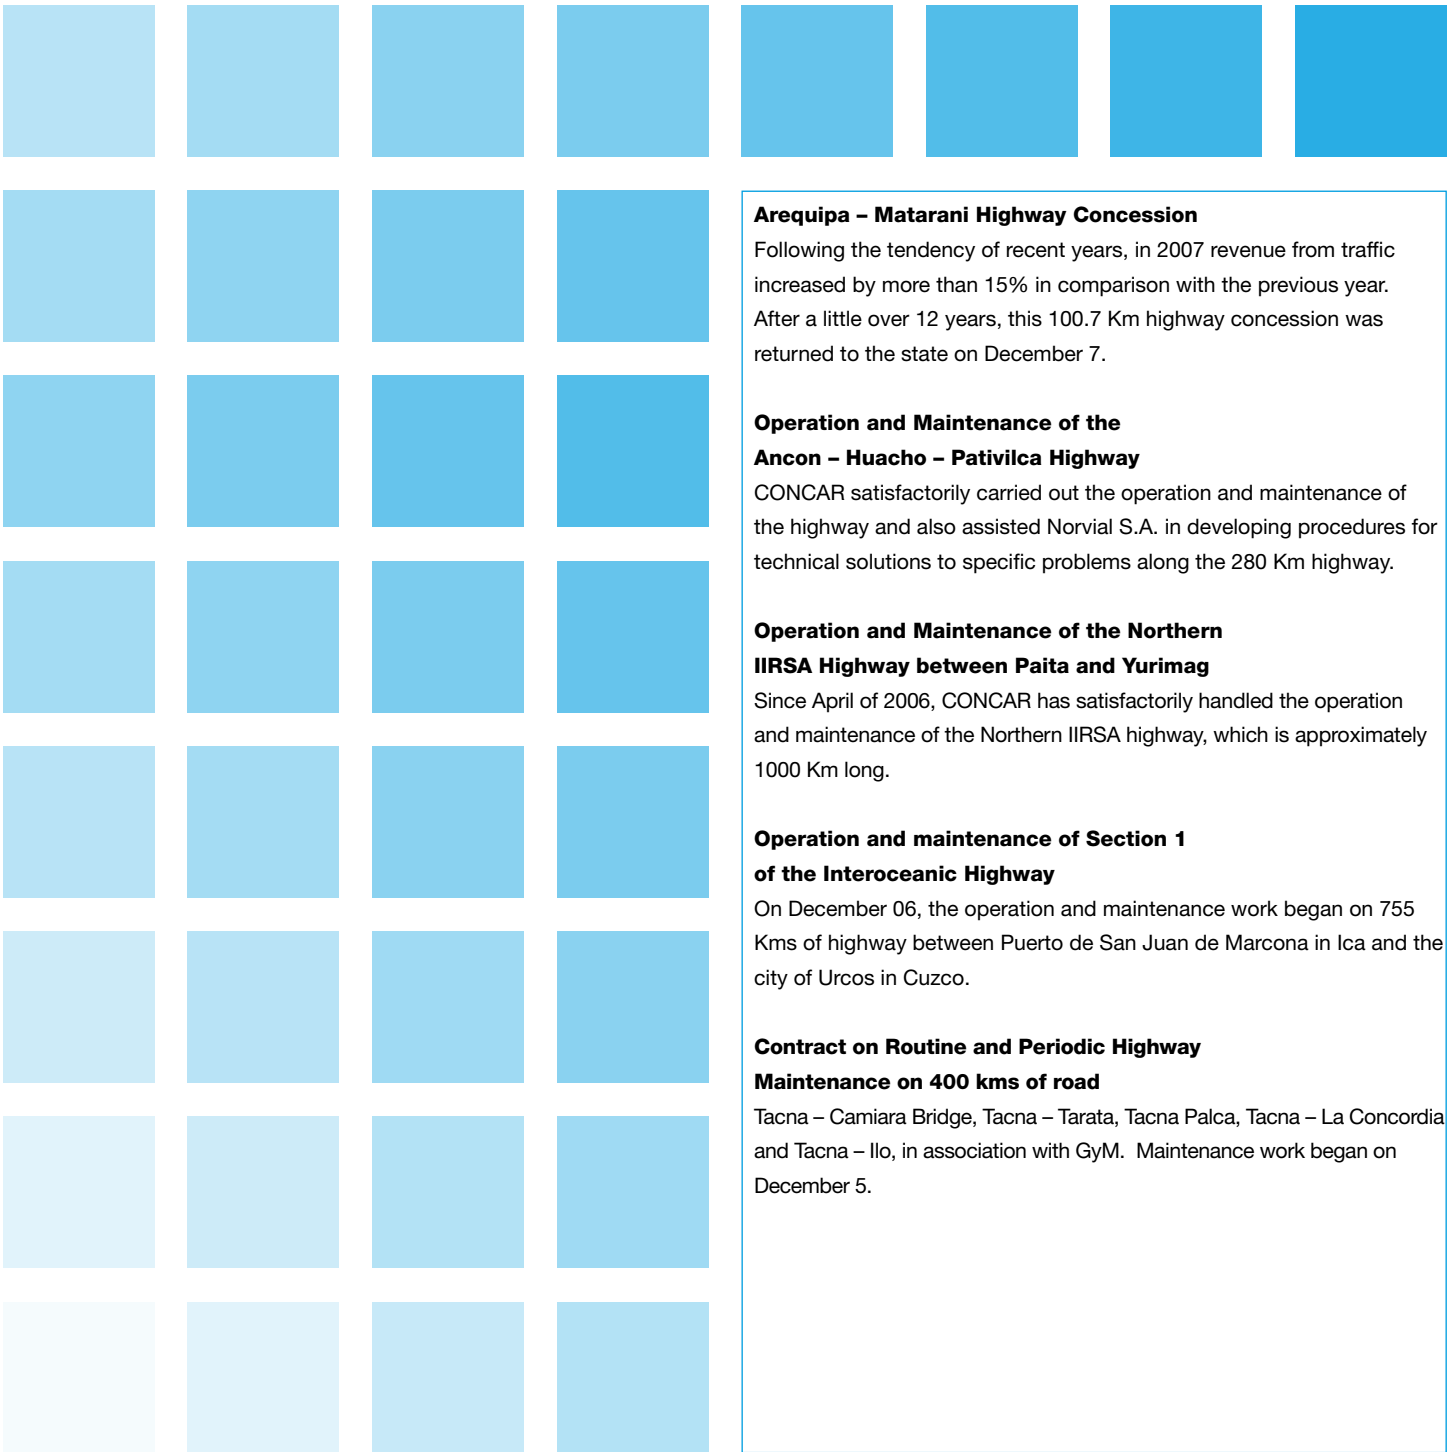 Arequipa – Matarani Highway Concession
Following the tendency of recent years, in 2007 revenue from traffic
increased by more than 15% in comparison with the previous year.
After a little over 12 years, this 100.7 Km highway concession was
returned to the state on December 7.
Operation and Maintenance of the
Ancon – Huacho – Pativilca Highway
CONCAR satisfactorily carried out the operation and maintenance of
the highway and also assisted Norvial S.A. in developing procedures for
technical solutions to specific problems along the 280 Km highway.
Operation and Maintenance of the Northern
IIRSA Highway between Paita and Yurimag
Since April of 2006, CONCAR has satisfactorily handled the operation
and maintenance of the Northern IIRSA highway, which is approximately
1000 Km long.
Operation and maintenance of Section 1
of the Interoceanic Highway
On December 06, the operation and maintenance work began on 755
Kms of highway between Puerto de San Juan de Marcona in Ica and the
city of Urcos in Cuzco.
Contract on Routine and Periodic Highway
Maintenance on 400 kms of road
Tacna – Camiara Bridge, Tacna – Tarata, Tacna Palca, Tacna – La Concordia
and Tacna – Ilo, in association with GyM.  Maintenance work began on
December 5.